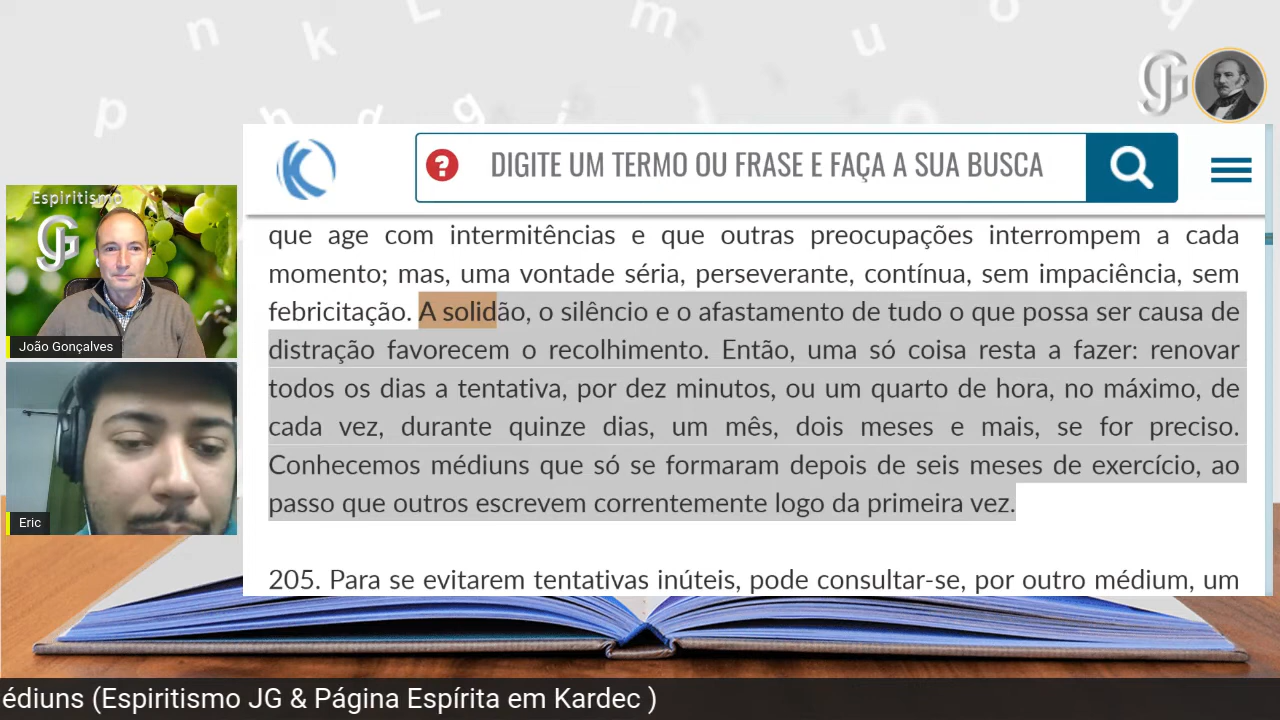 n k L m u o q
p h g g i l
JG
JG
K
? DIGITE UM TERMO OU FRASE E FAÇA A SUA BUSCA
Espiritismo
JG
João Gonçalves
Eric
que age com intermitências e que outras preocupações interrompem a cada
momento; mas, uma vontade séria, perseverante, contínua, sem impaciência, sem
febricitação. A solidão, o silêncio e o afastamento de tudo o que possa ser causa de
distração favorecem o recolhimento. Então, uma só coisa resta a fazer: renovar
todos os dias a tentativa, por dez minutos, ou um quarto de hora, no máximo, de
cada vez, durante quinze dias, um mês, dois meses e mais, se for preciso.
Conhecemos médiuns que só se formaram depois de seis meses de exercício, ao
passo que outros escrevem correntemente logo da primeira vez.
205. Para se evitarem tentativas inúteis, pode consultar-se, por outro médium, um
édiuns (Espiritismo JG & Página Espírita em Kardec )